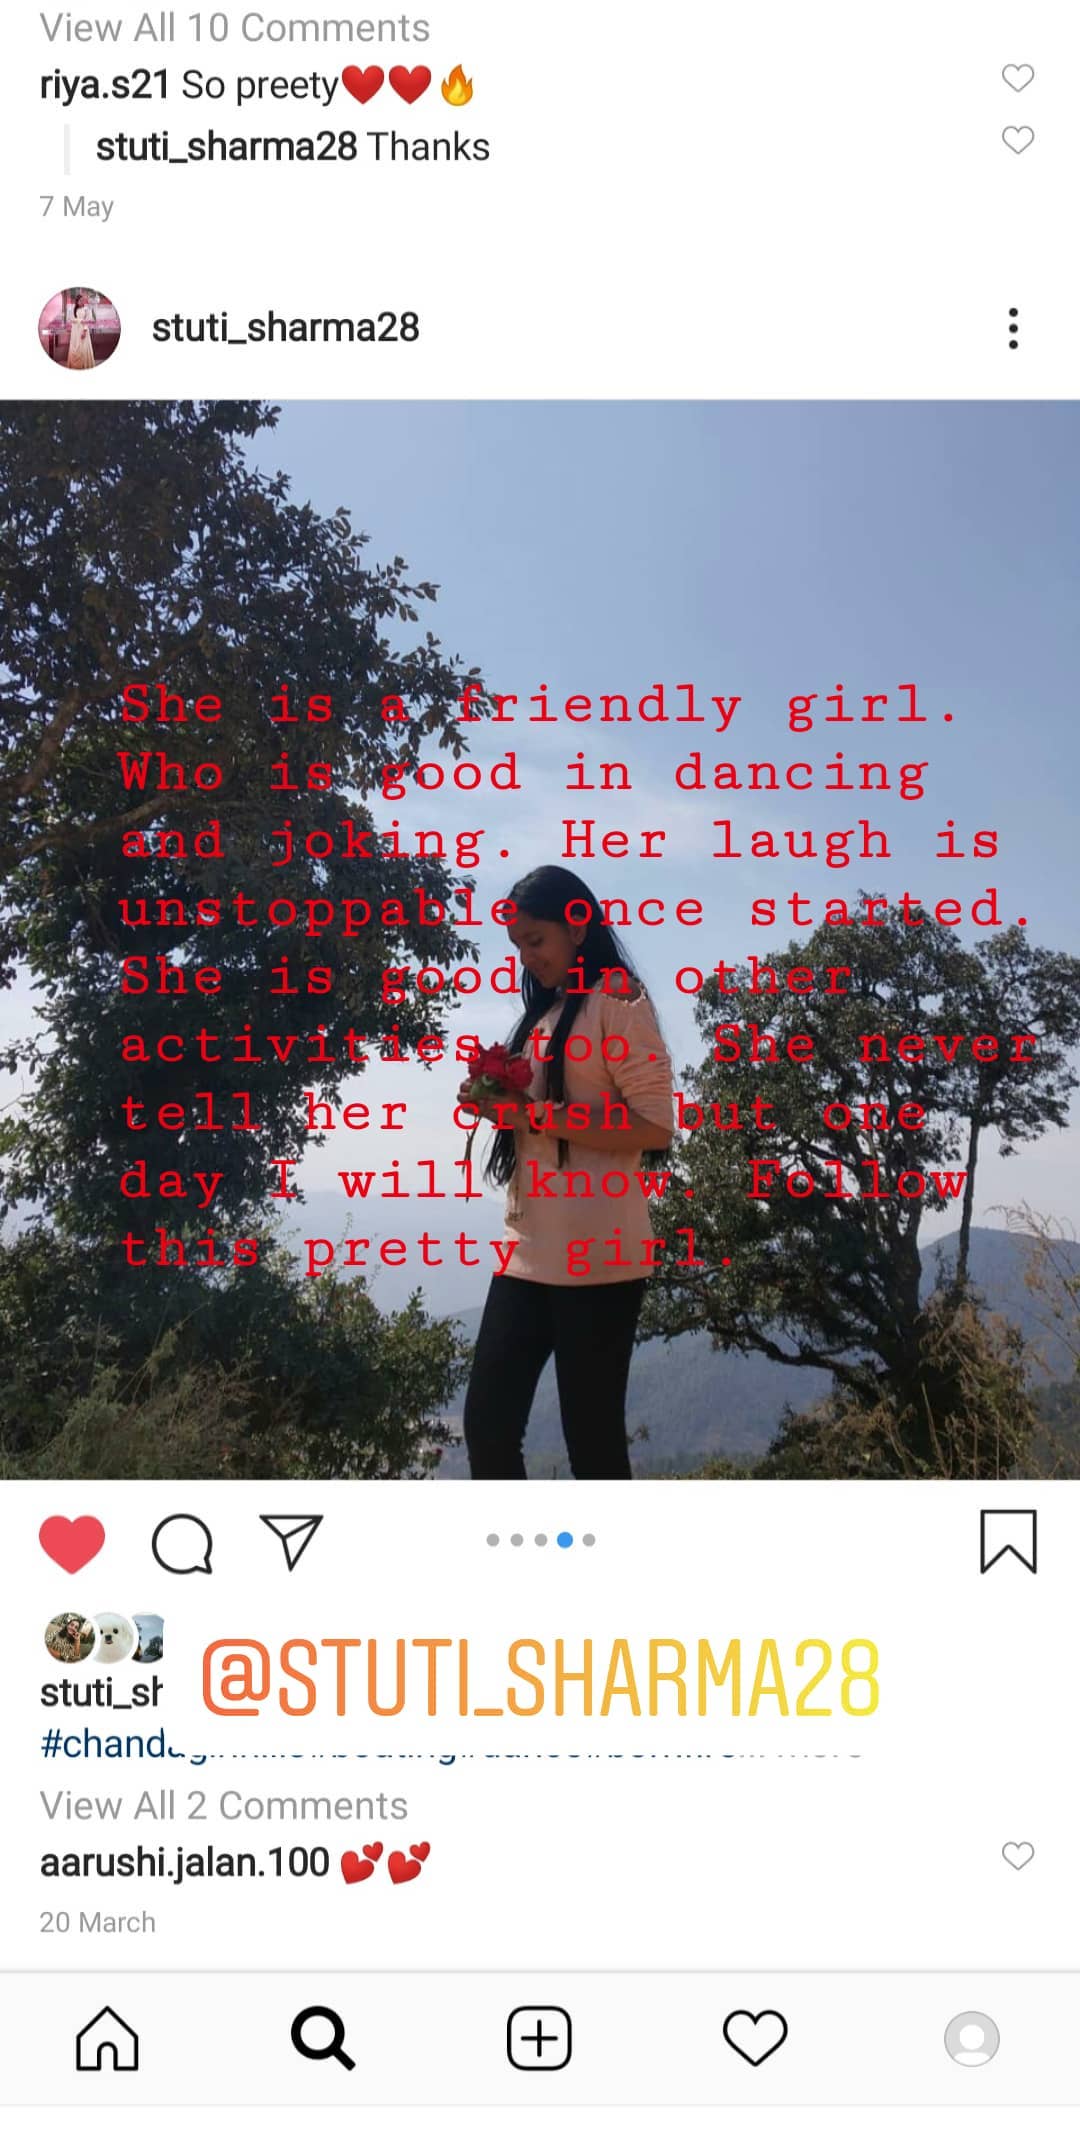 View All 10 Comments
riya.s21 So preety❤️❤️🔥
stuti_sharma28 Thanks
7 May
stuti_sharma28
She is a friendly girl.
Who is good in dancing
and joking. Her laugh is
unstoppable once started.
She is good in other
activities too. She never
tell her crush but one
day I will know. Follow
this pretty girl.
@STUTI_SHARMA28
View All 2 Comments
aarushi.jalan.100 💕💕
20 March